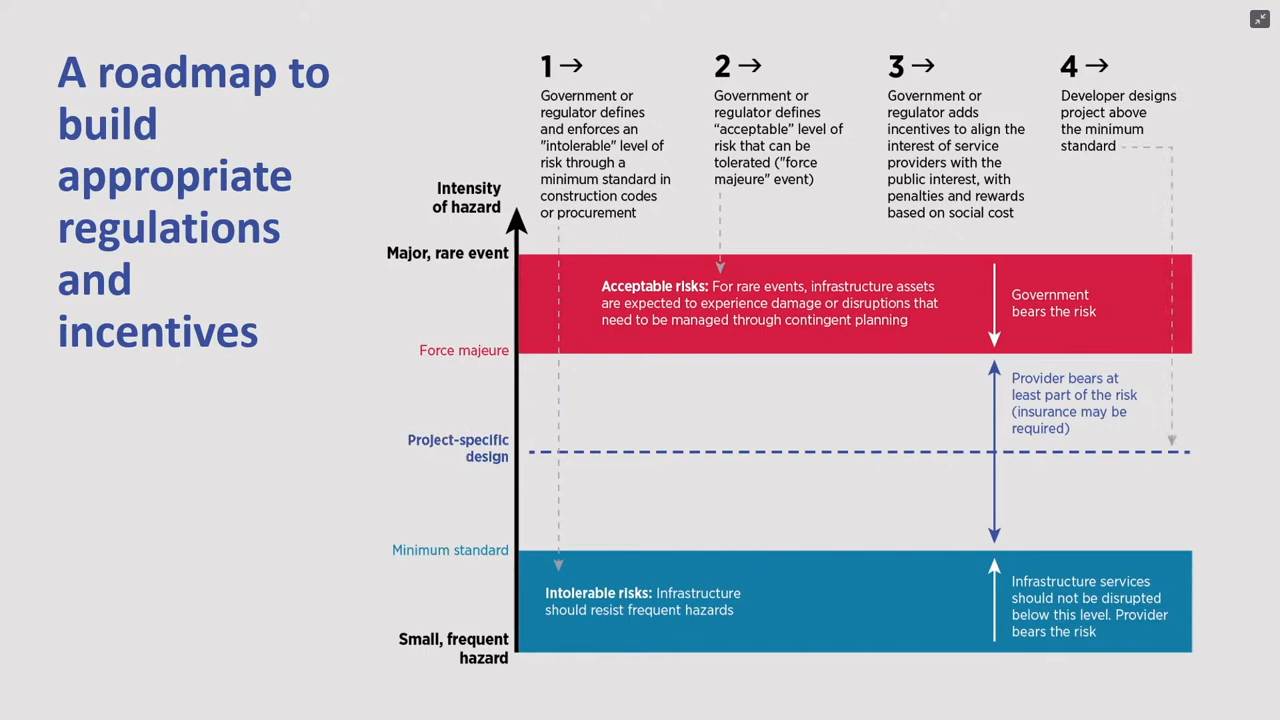 A roadmap to
build
appropriate
regulations
and
incentives
1 →
Government or
regulator defines
and enforces an
"intolerable" level of
risk through a
minimum standard in
construction codes
or procurement
2 →
Government or
regulator defines
“acceptable” level of
risk that can be
tolerated ("force
majeure" event)
3 →
Government or
regulator adds
incentives to align the
interest of service
providers with the
public interest, with
penalties and rewards
based on social cost
4 →
Developer designs
project above
the minimum
standard
Intensity
of hazard
Major, rare event
Acceptable risks: For rare events, infrastructure assets
are expected to experience damage or disruptions that
need to be managed through contingent planning
Government
bears the risk
Force majeure
Provider bears at
least part of the risk
(insurance may be
required)
Project-specific
design
Minimum standard
Intolerable risks: Infrastructure
should resist frequent hazards
Infrastructure services
should not be disrupted
below this level. Provider
bears the risk
Small, frequent
hazard